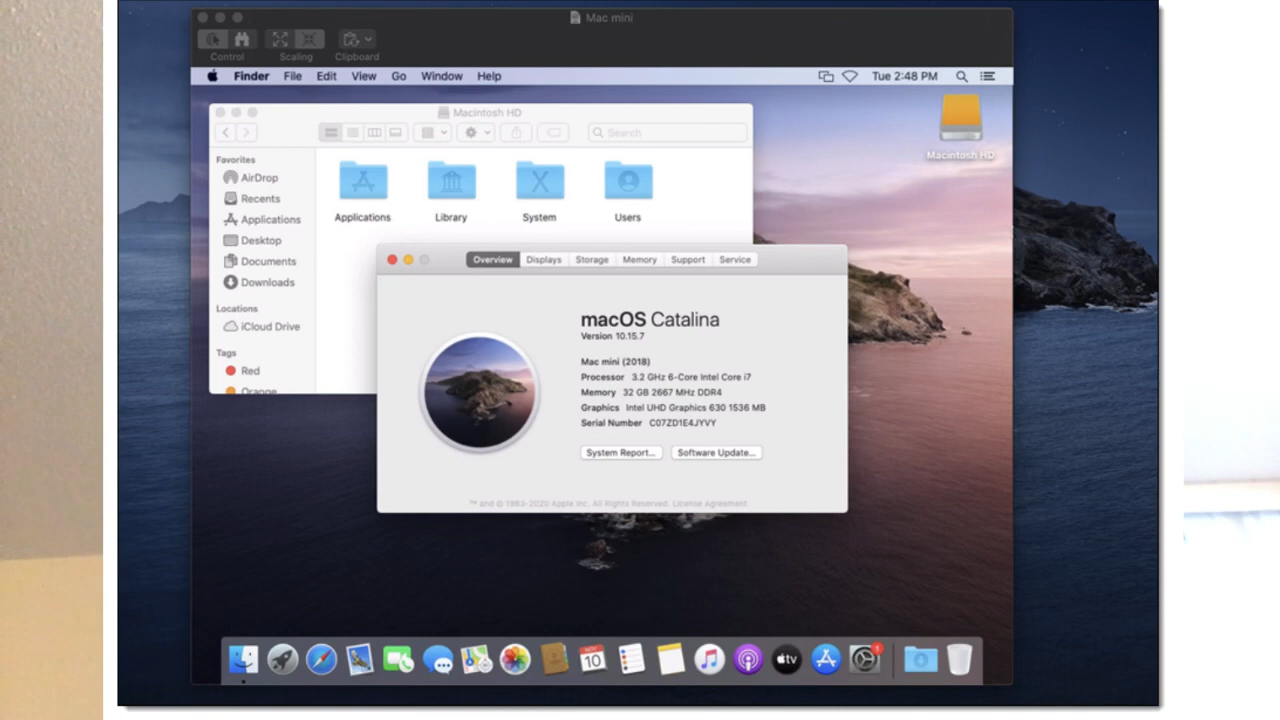 Mac mini
Control Scaling Clipboard
Finder File Edit View Go Window Help Tue 2:48 PM
Macintosh HD
Search
Macintosh HD
Favorites
AirDrop
Recents
Applications
Desktop
Documents
Downloads
Locations
iCloud Drive
Tags
Red
Orange
Applications Library System Users
Overview Displays Storage Memory Support Service
macOS Catalina
Version 10.15.7
Mac mini (2018)
Processor 3.2 GHz 6-Core Intel Core i7
Memory 32 GB 2667 MHz DDR4
Graphics Intel UHD Graphics 630 1536 MB
Serial Number C07ZD1E4JYVY
System Report... Software Update...
™ and © 1983-2020 Apple Inc. All Rights Reserved. License Agreement
NOV
10
tv
1